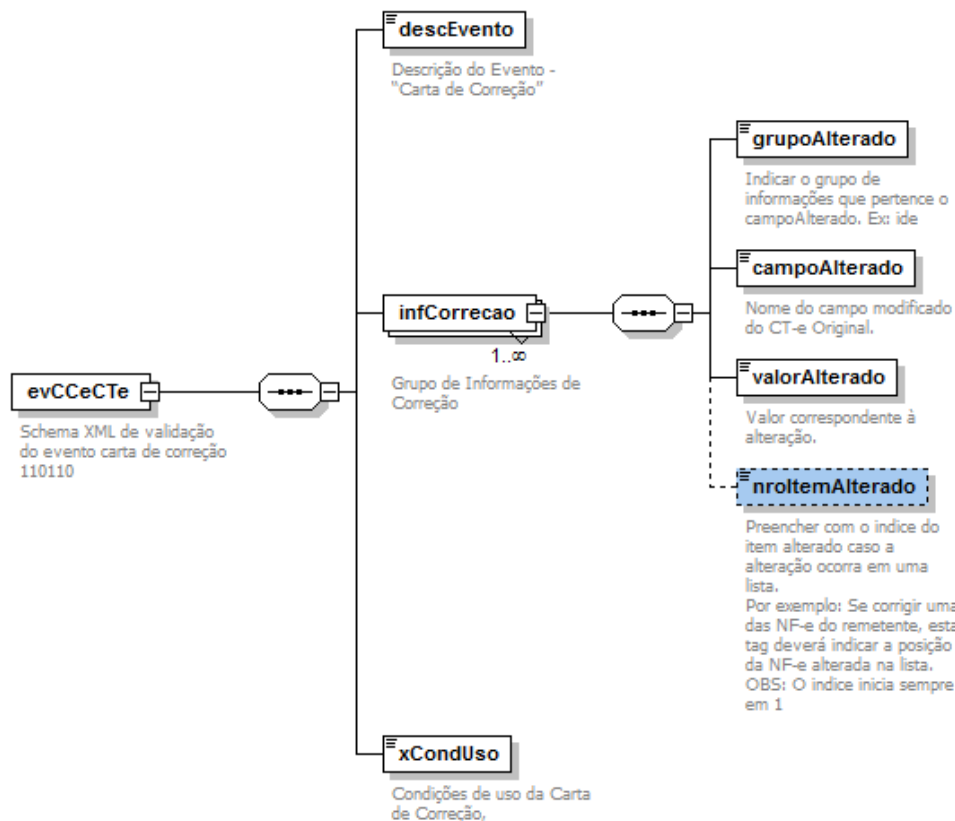 descEvento
Descrição do Evento -
"Carta de Correção"
grupoAlterado
Indicar o grupo de
informações que pertence o
campoAlterado. Ex: ide
campoAlterado
Nome do campo modificado
do CT-e Original.
infCorrecao
1..∞
Grupo de Informações de
Correção
valorAlterado
Valor correspondente à
alteração.
evCCeCTe
Schema XML de validação
do evento carta de correção
110110
nroItemAlterado
Preencher com o indice do
item alterado caso a
alteração ocorra em uma
lista.
Por exemplo: Se corrigir uma
das NF-e do remetente, esta
tag deverá indicar a posição
da NF-e alterada na lista.
OBS: O indice inicia sempre
em 1
xCondUso
Condições de uso da Carta
de Correção,